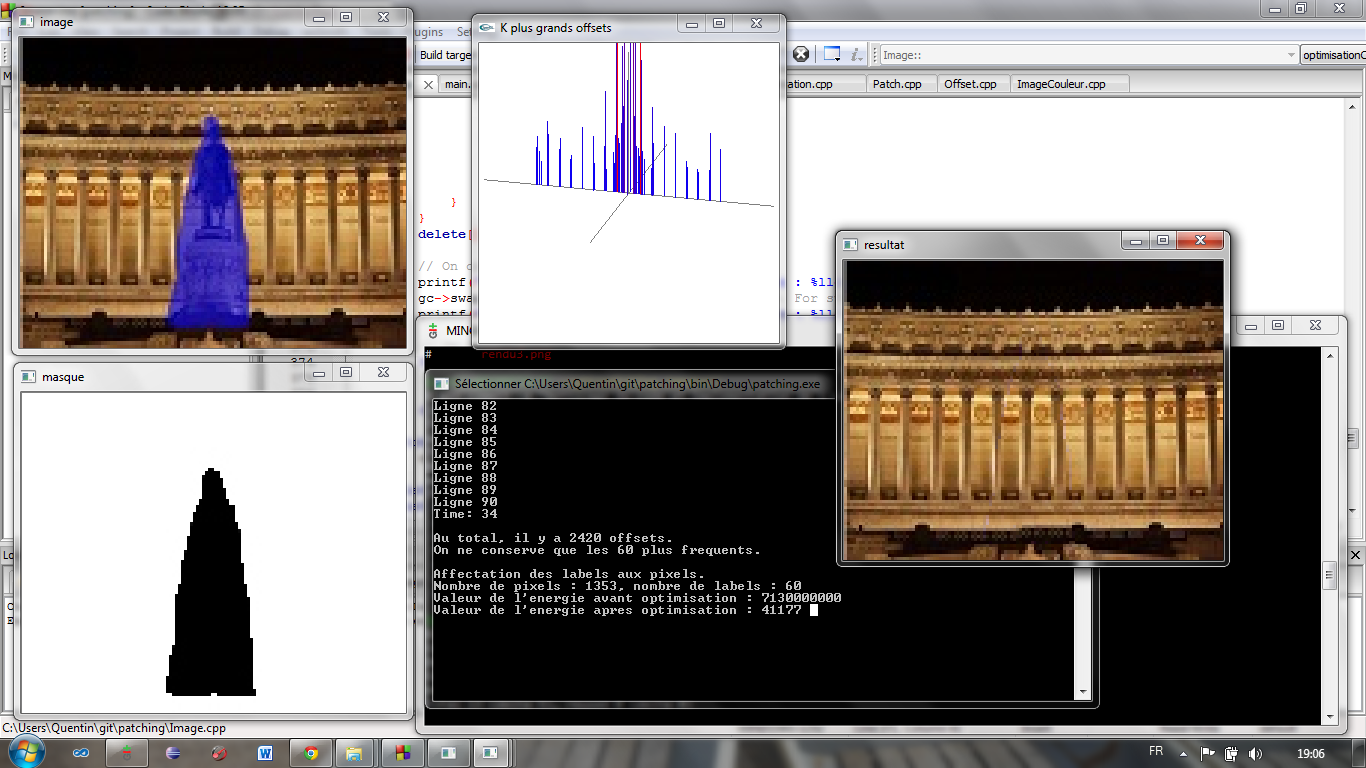 image
K plus grands offsets
Build targe
Image::
optimisationC
main.
ation.cpp
Patch.cpp
Offset.cpp
ImageCouleur.cpp
}
}
delete[
// On
printf(
: %ll
gc->swa
For s
resultat
masque
# rendu3.png
Sélectionner C:\Users\Quentin\git\patching\bin\Debug\patching.exe
Ligne 82
Ligne 83
Ligne 84
Ligne 85
Ligne 86
Ligne 87
Ligne 88
Ligne 89
Ligne 90
Time: 34
Au total, il y a 2420 offsets.
On ne conserve que les 60 plus frequents.
Affectation des labels aux pixels.
Nombre de pixels : 1353, nombre de labels : 60
Valeur de l'energie avant optimisation : 7130000000
Valeur de l'energie apres optimisation : 41177
C:\Users\Quentin\git\patching\Image.cpp
FR
19:06